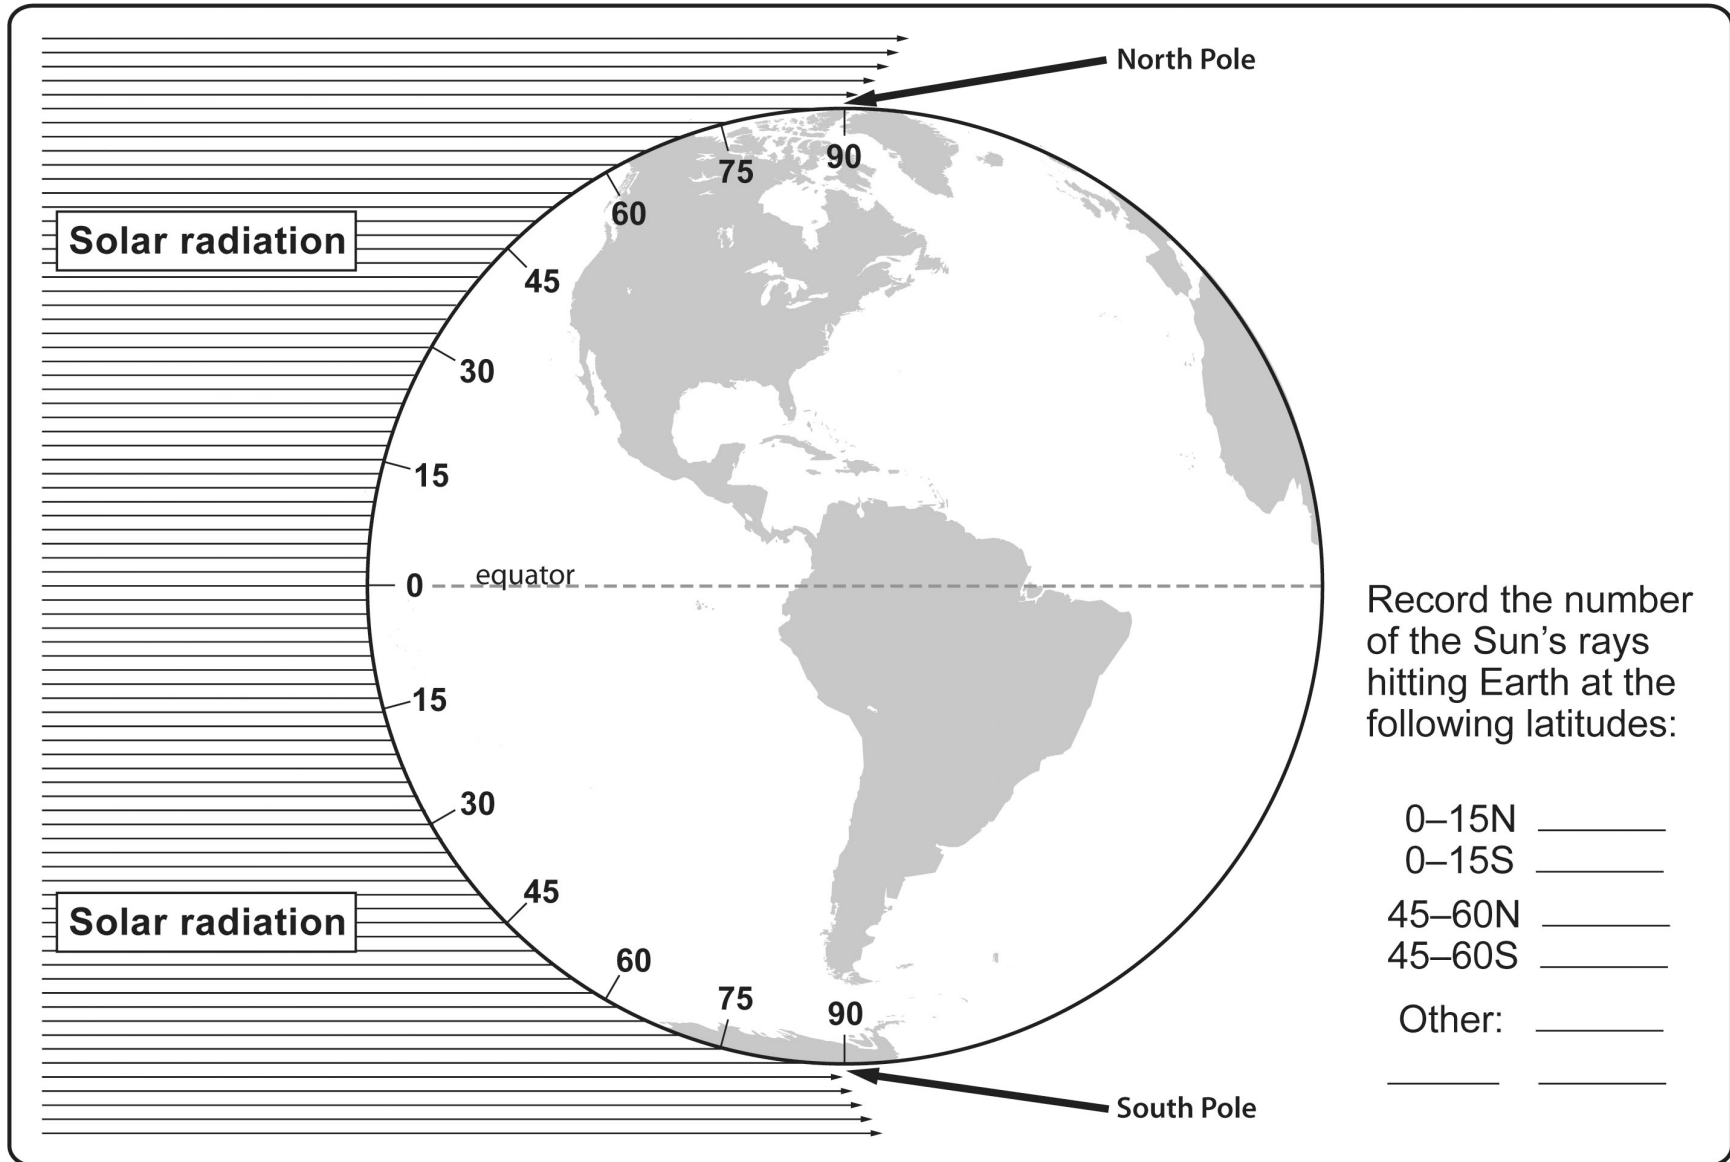 North Pole
90
75
60
Solar radiation
45
30
15
0
equator
15
30
45
Solar radiation
60
75
90
South Pole
Record the number
of the Sun’s rays
hitting Earth at the
following latitudes:
0–15N
0–15S
45–60N
45–60S
Other: